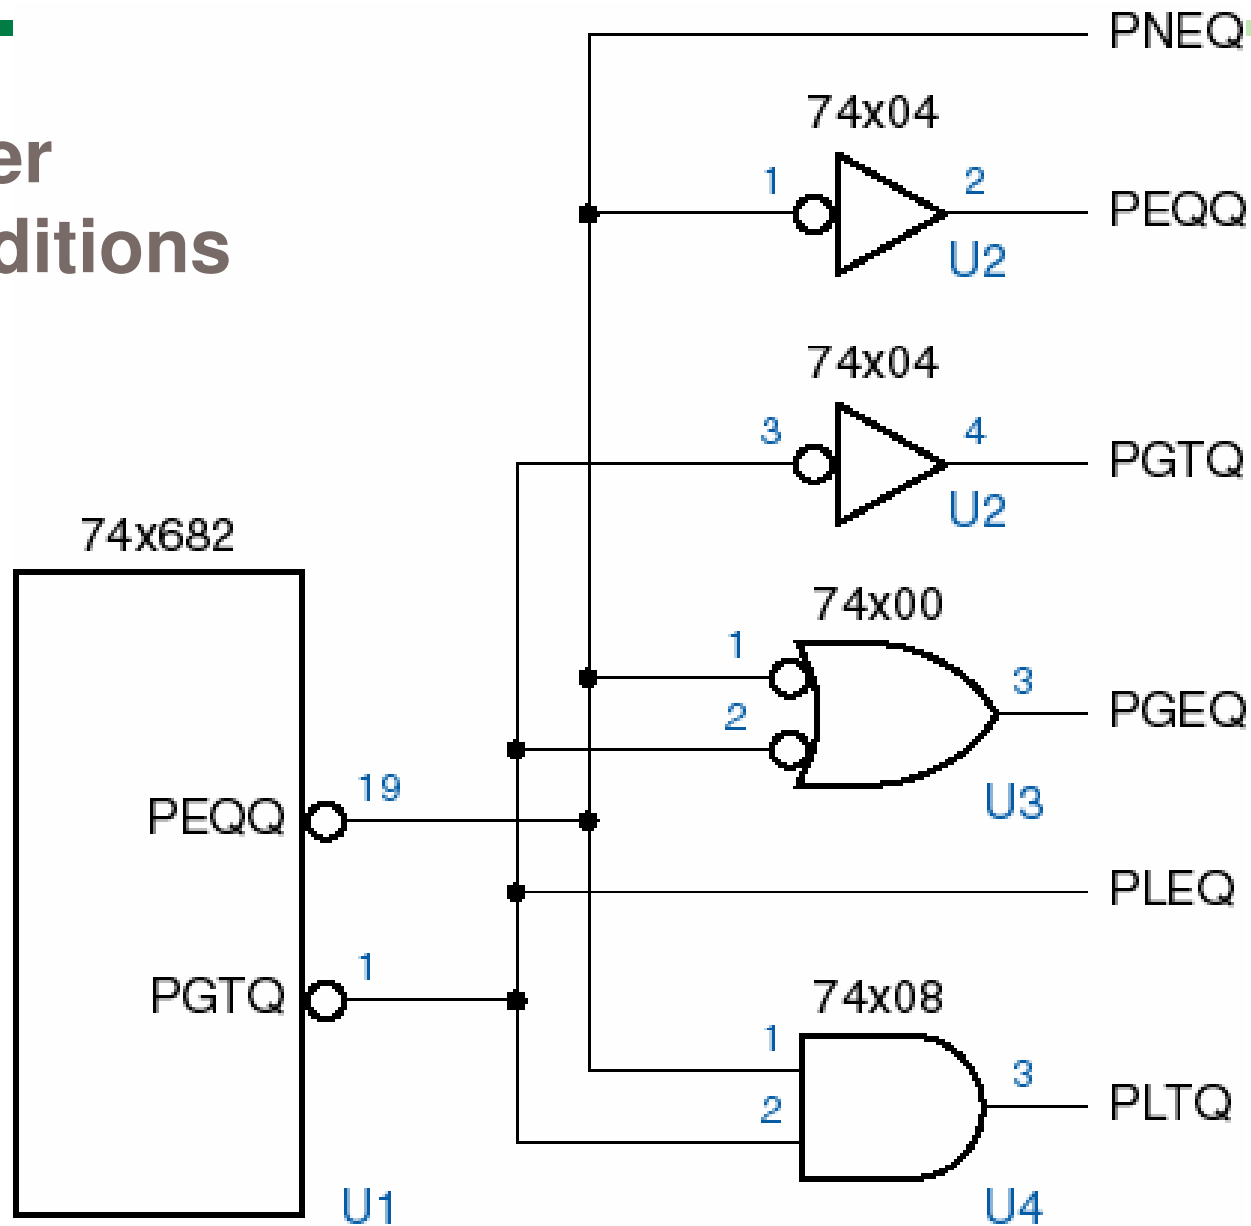 PNEQ
er
ditions
74x04
1
2
PEQQ
U2
74x04
3
4
PGTQ
U2
74x682
74x00
1
2
3
PGEQ
U3
PEQQ
19
PLEQ
PGTQ
1
74x08
1
2
3
PLTQ
U1
U4